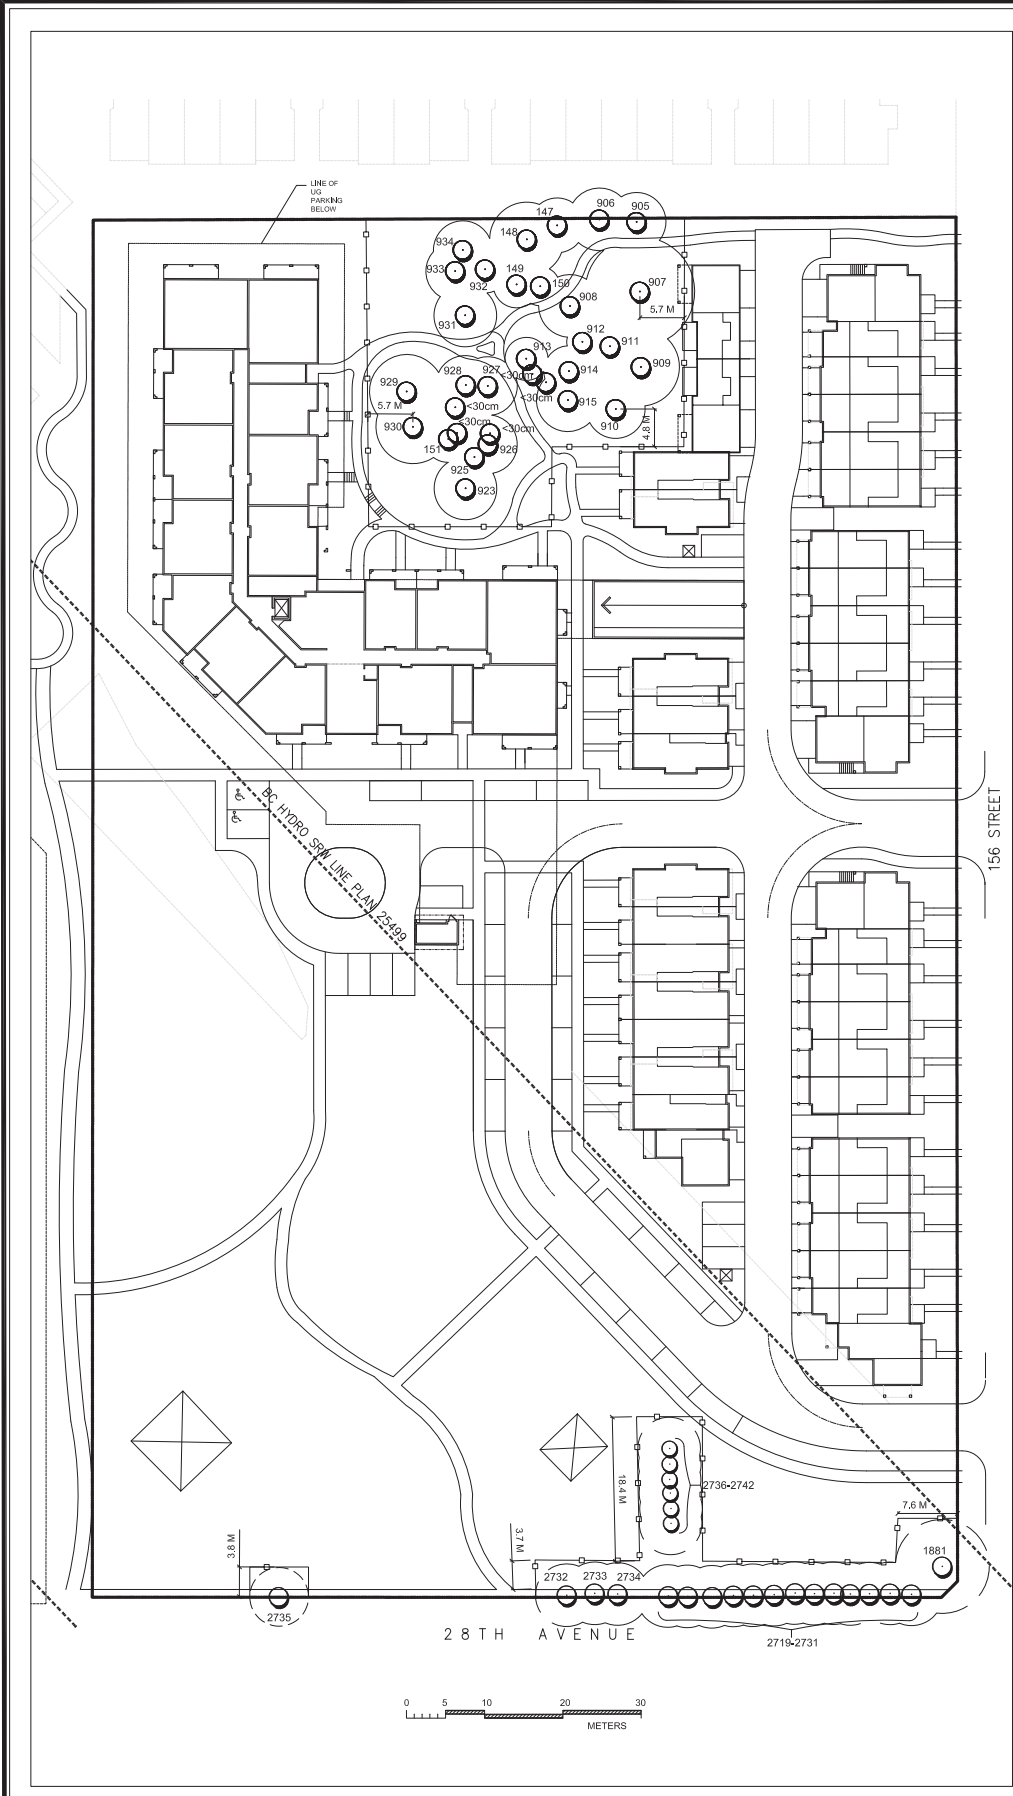 LINE OF
UG
PARKING
BELOW
906
905
147
148
934
933
932
149
150
907
908
5.7 M
931
912
911
913
909
928
927
<30cm
914
929
<30cm
915
5.7 M
<30cm
910
4.8 M
930
<30cm
<30cm
151
926
925
923
BC HYDRO SRW LINE PLAN 25499
156 STREET
18.4 M
2736-2742
7.6 M
3.8 M
3.7 M
1881
2732
2733
2734
2735
28TH AVENUE
2719-2731
0 5 10 20 30
METERS